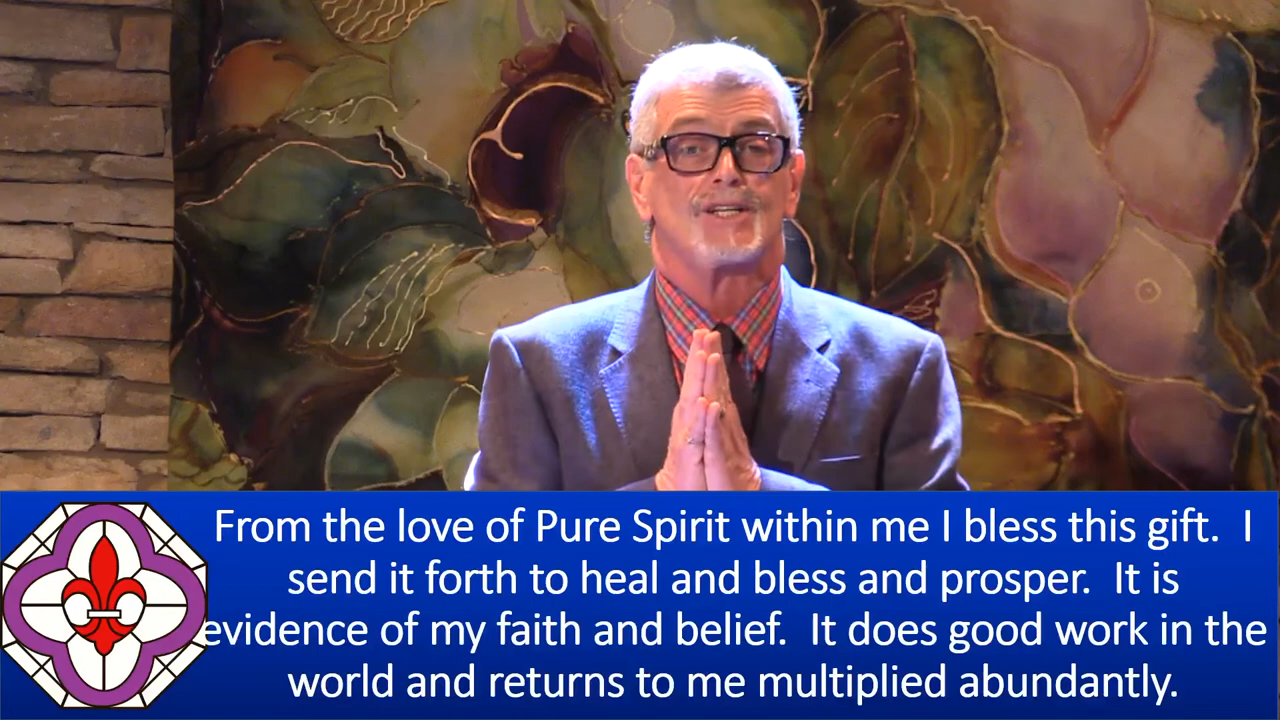 From the love of Pure Spirit within me I bless this gift.  I
send it forth to heal and bless and prosper.  It is
evidence of my faith and belief.  It does good work in the
world and returns to me multiplied abundantly.